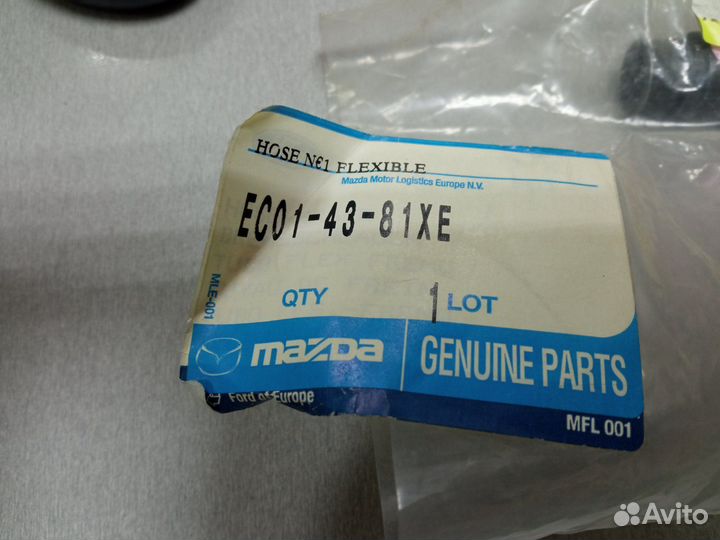 HOSE N€1 FLEXIBLE
Mazda Motor Logistics Europe N.V.
EC01-43-81XE
MLE-001
QTY 1 LOT
mazda GENUINE PARTS
Ford of Europe
MFL 001
Avito